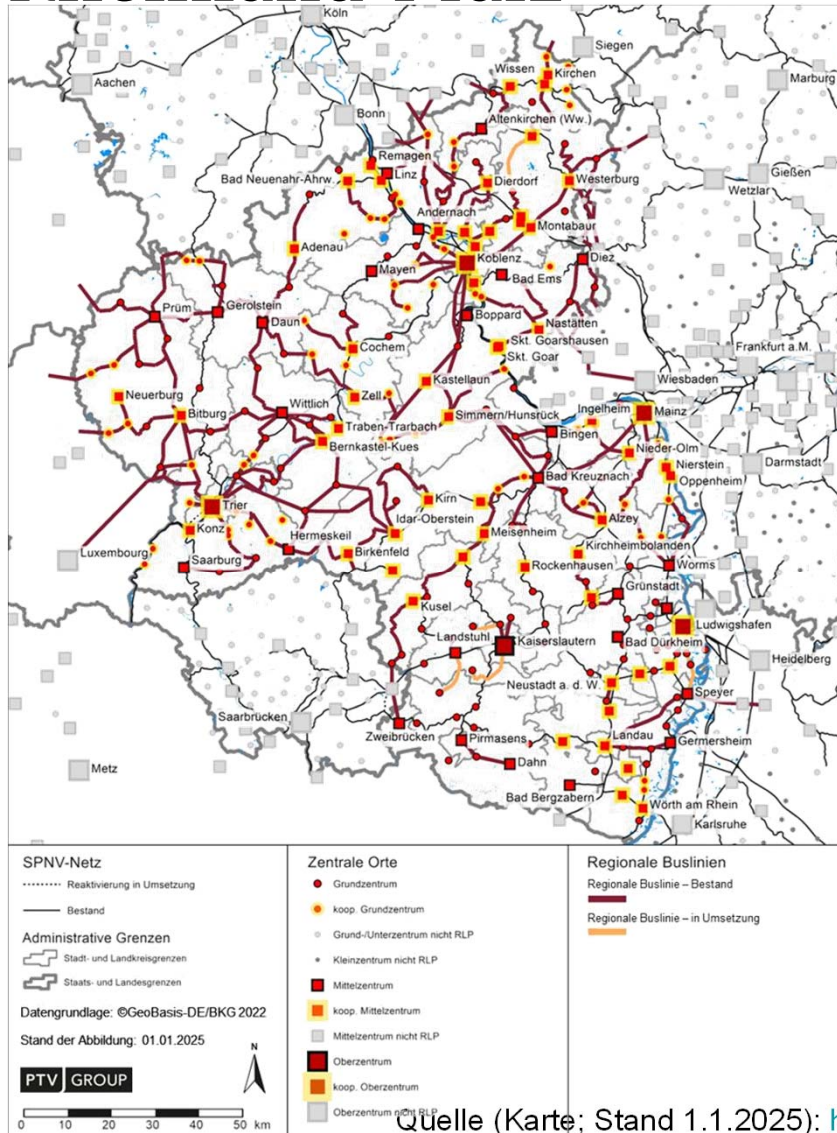 Köln
Siegen
Aachen
Wissen
Kirchen
Marburg
Bonn
Altenkirchen (Ww.)
Remagen
Linz
Gießen
Bad Neuenahr-Ahrw.
Dierdorf
Westerburg
Wetzlar
Andernach
Montabaur
Adenau
Koblenz
Diez
Mayen
Bad Ems
Prüm
Gerolstein
Daun
Boppard
Nastätten
Cochem
Skt. Goarshausen
Skt. Goar
Frankfurt a.M.
Kastellaun
Wiesbaden
Neuerburg
Zell
Bitburg
Wittlich
Simmern/Hunsrück
Ingelheim
Mainz
Traben-Trarbach
Bingen
Bernkastel-Kues
Nieder-Olm
Nierstein
Darmstadt
Oppenheim
Bad Kreuznach
Trier
Kirn
Idar-Oberstein
Alzey
Konz
Meisenheim
Hermeskeil
Kirchheimbolanden
Luxembourg
Birkenfeld
Saarburg
Rockenhausen
Worms
Grünstadt
Kusel
Ludwigshafen
Landstuhl
Kaiserslautern
Bad Dürkheim
Heidelberg
Neustadt a. d. W.
Speyer
Saarbrücken
Zweibrücken
Pirmasens
Landau
Germersheim
Metz
Dahn
Bad Bergzabern
Wörth am Rhein
Karlsruhe
SPNV-Netz
Reaktivierung in Umsetzung
Bestand
Administrative Grenzen
Stadt- und Landkreisgrenzen
Staats- und Landesgrenzen
Datengrundlage: ©GeoBasis-DE/BKG 2022
Stand der Abbildung: 01.01.2025
N
PTV GROUP
0 10 20 30 40 50 km
Zentrale Orte
Grundzentrum
koop. Grundzentrum
Grund-/Unterzentrum nicht RLP
Kleinzentrum nicht RLP
Mittelzentrum
koop. Mittelzentrum
Mittelzentrum nicht RLP
Oberzentrum
koop. Oberzentrum
Oberzentrum nicht RLP
Regionale Buslinien
Regionale Buslinie – Bestand
Regionale Buslinie – in Umsetzung
Quelle (Karte; Stand 1.1.2025): h